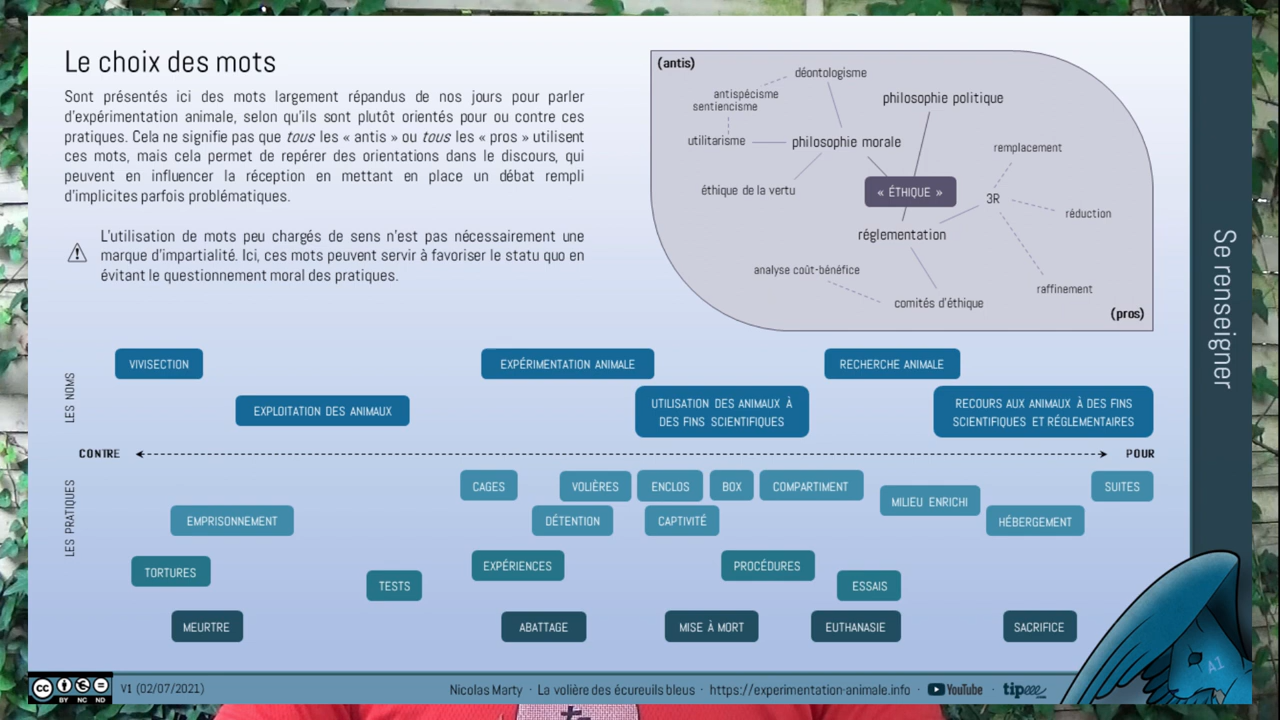 Le choix des mots
Sont présentés ici des mots largement répandus de nos jours pour parler
d'expérimentation animale, selon qu'ils sont plutôt orientés pour ou contre ces
pratiques. Cela ne signifie pas que tous les « antis » ou tous les « pros » utilisent
ces mots, mais cela permet de repérer des orientations dans le discours, qui
peuvent en influencer la réception en mettant en place un débat rempli
d'implicites parfois problématiques.
L'utilisation de mots peu chargés de sens n'est pas nécessairement une
marque d'impartialité. Ici, ces mots peuvent servir à favoriser le statu quo en
évitant le questionnement moral des pratiques.
(antis)
déontologisme
antispécisme
sentiencisme
philosophie politique
utilitarisme
philosophie morale
remplacement
éthique de la vertu
« ÉTHIQUE »
3R
réduction
réglementation
analyse coût-bénéfice
raffinement
comités d'éthique
(pros)
Se renseigner
LES NOMS
VIVISECTION
EXPÉRIMENTATION ANIMALE
RECHERCHE ANIMALE
EXPLOITATION DES ANIMAUX
UTILISATION DES ANIMAUX À
DES FINS SCIENTIFIQUES
RECOURS AUX ANIMAUX À DES FINS
SCIENTIFIQUES ET RÉGLEMENTAIRES
CONTRE
POUR
LES PRATIQUES
CAGES
VOLIÈRES
ENCLOS
BOX
COMPARTIMENT
MILIEU ENRICHI
SUITES
EMPRISONNEMENT
DÉTENTION
CAPTIVITÉ
HÉBERGEMENT
TORTURES
TESTS
EXPÉRIENCES
PROCÉDURES
ESSAIS
MEURTRE
ABATTAGE
MISE À MORT
EUTHANASIE
SACRIFICE
A1
cc BY NC ND
V1 (02/07/2021)
Nicolas Marty · La volière des écureuils bleus · https://experimentation-animale.info · YouTube · tipeee